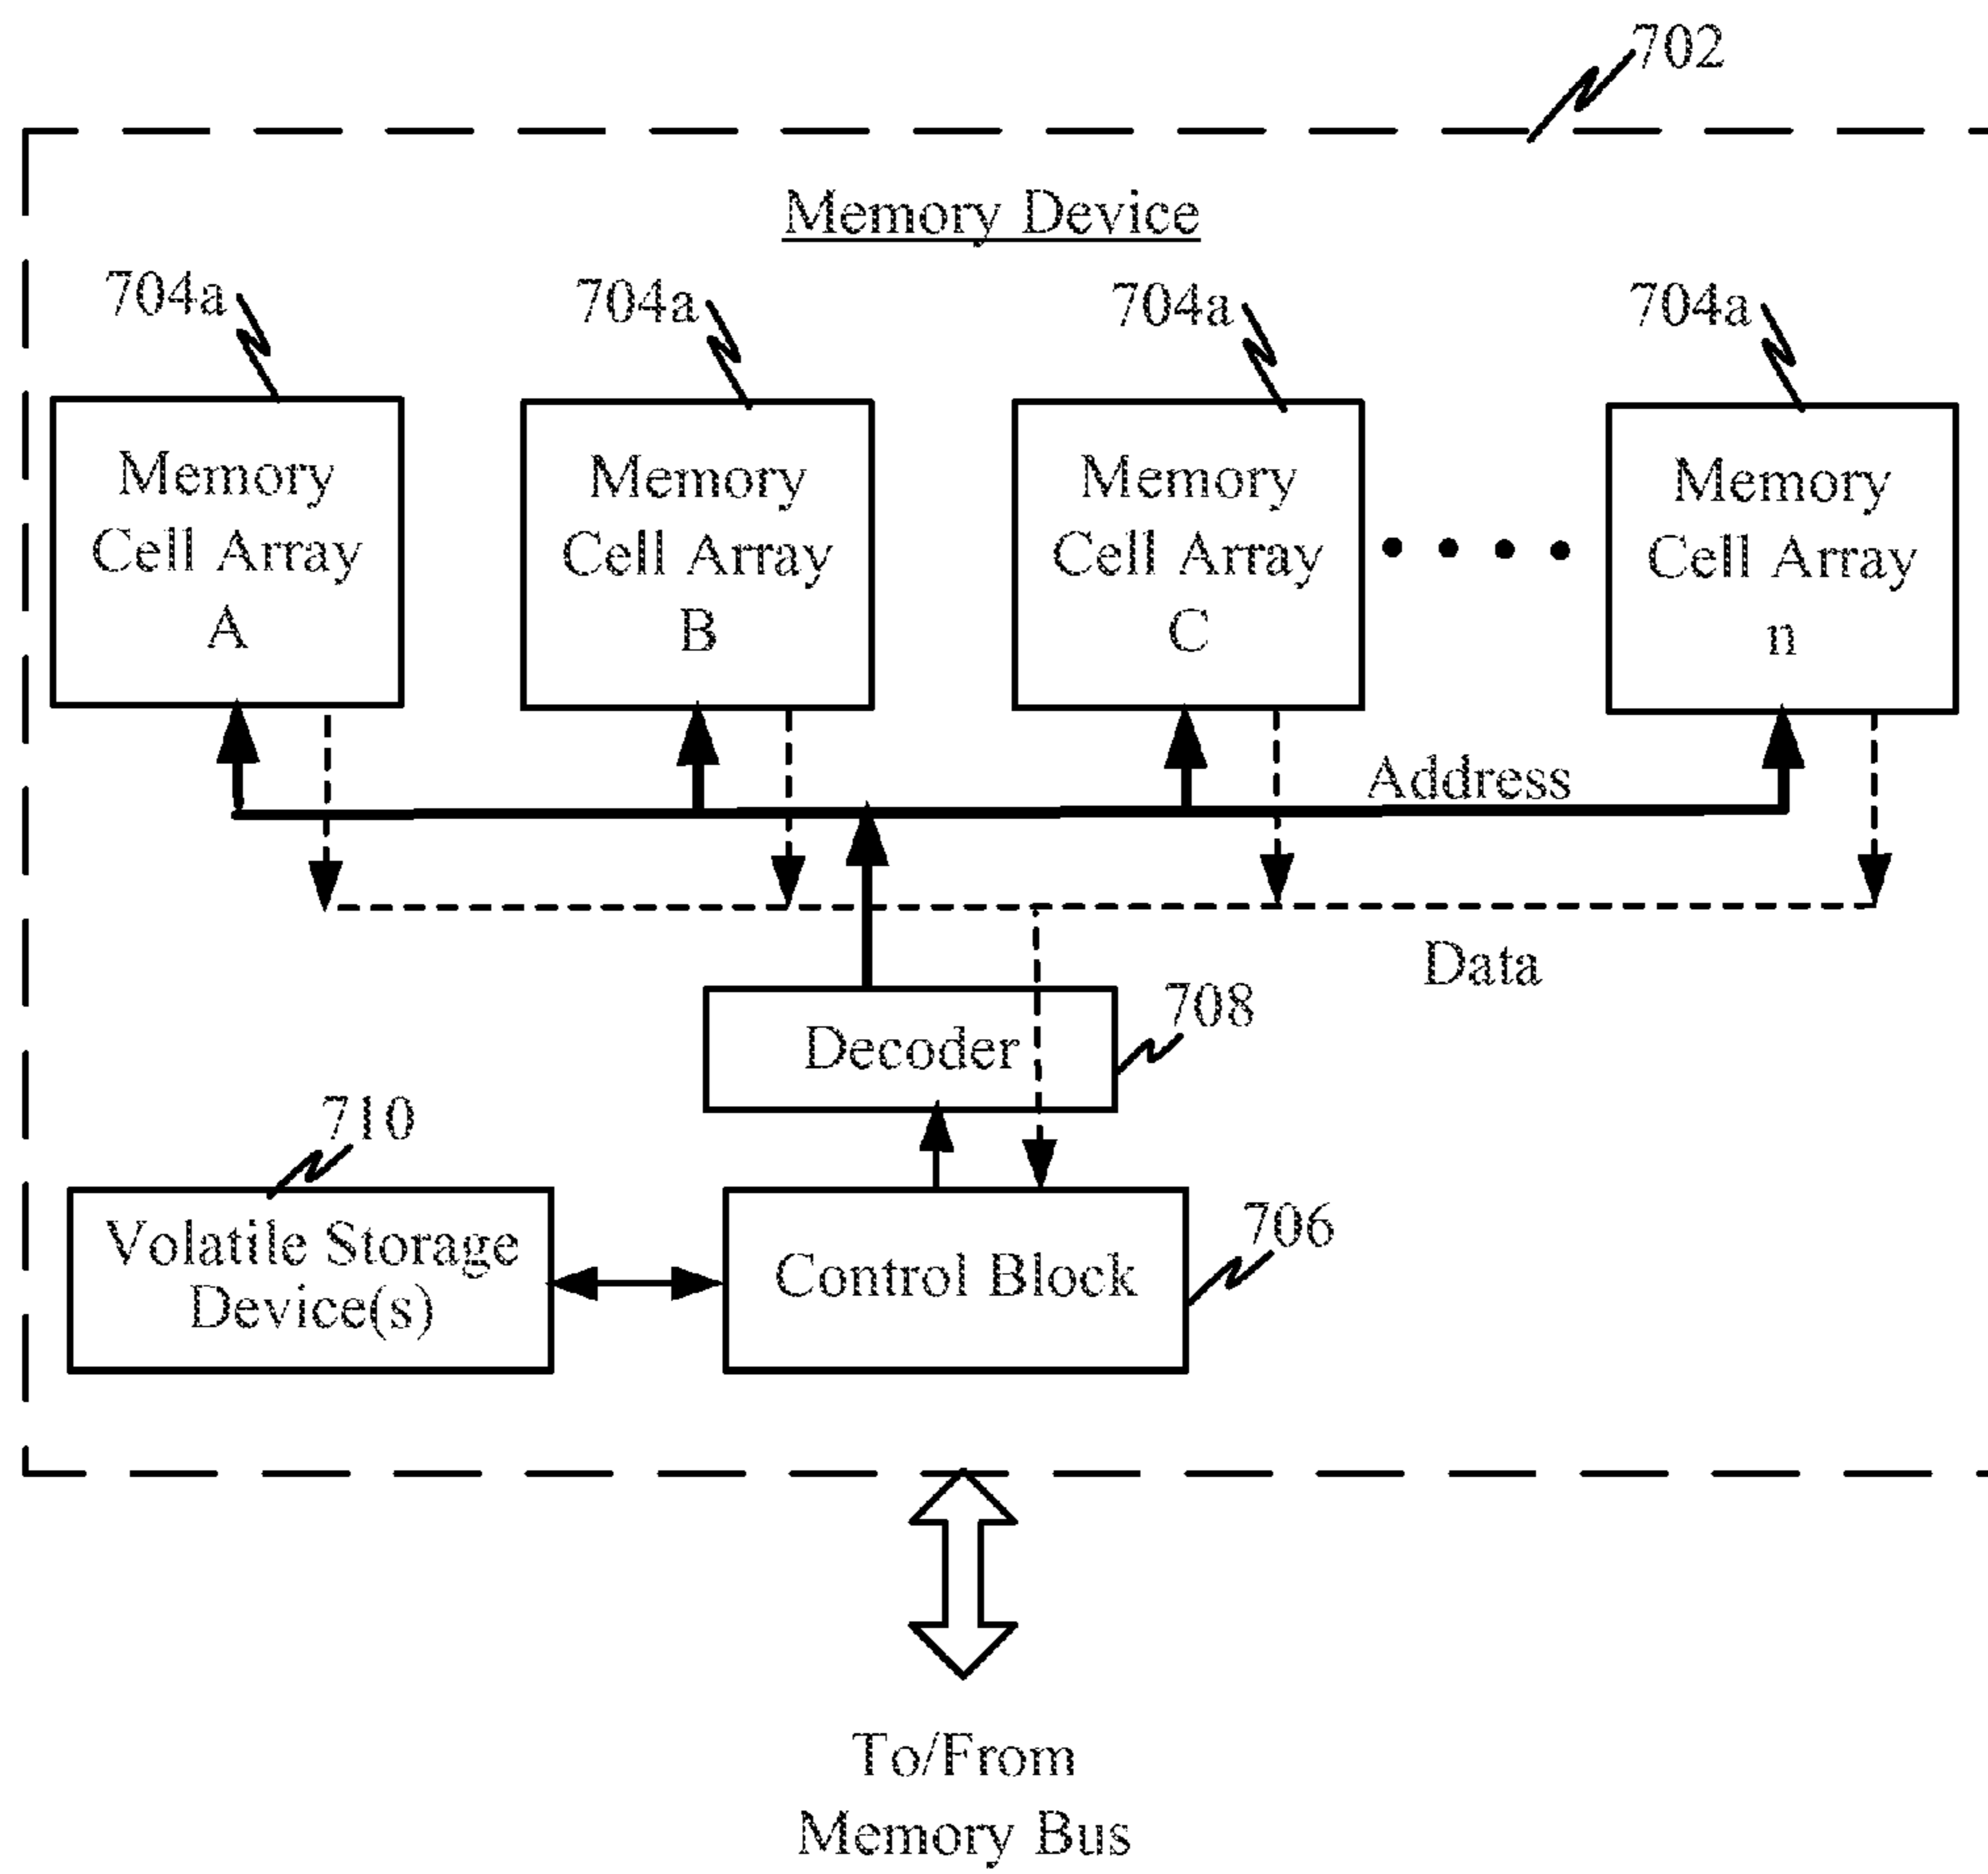 702
Memory Device
704a
704a
704a
704a
Memory
Cell Array
A
Memory
Cell Array
B
Memory
Cell Array
C
Memory
Cell Array
n
Address
Data
Decoder
708
710
Volatile Storage
Device(s)
Control Block
706
To/From
Memory Bus